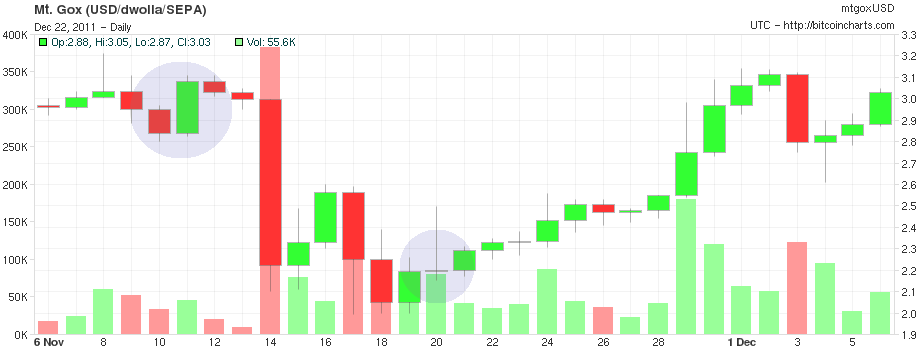 Mt. Gox (USD/dwolla/SEPA) mtgoxUSD
Dec 22, 2011 - Daily UTC - http://bitcoincharts.com
Op:2.88, Hi:3.05, Lo:2.87, Cl:3.03 Vol: 55.6K
400K 3.3
3.2
350K 3.1
300K 3.0
2.9
250K 2.8
2.7
200K 2.6
2.5
150K 2.4
2.3
100K 2.2
2.1
50K 2.0
0K 1.9
6 Nov 8 10 12 14 16 18 20 22 24 26 28 1 Dec 3 5